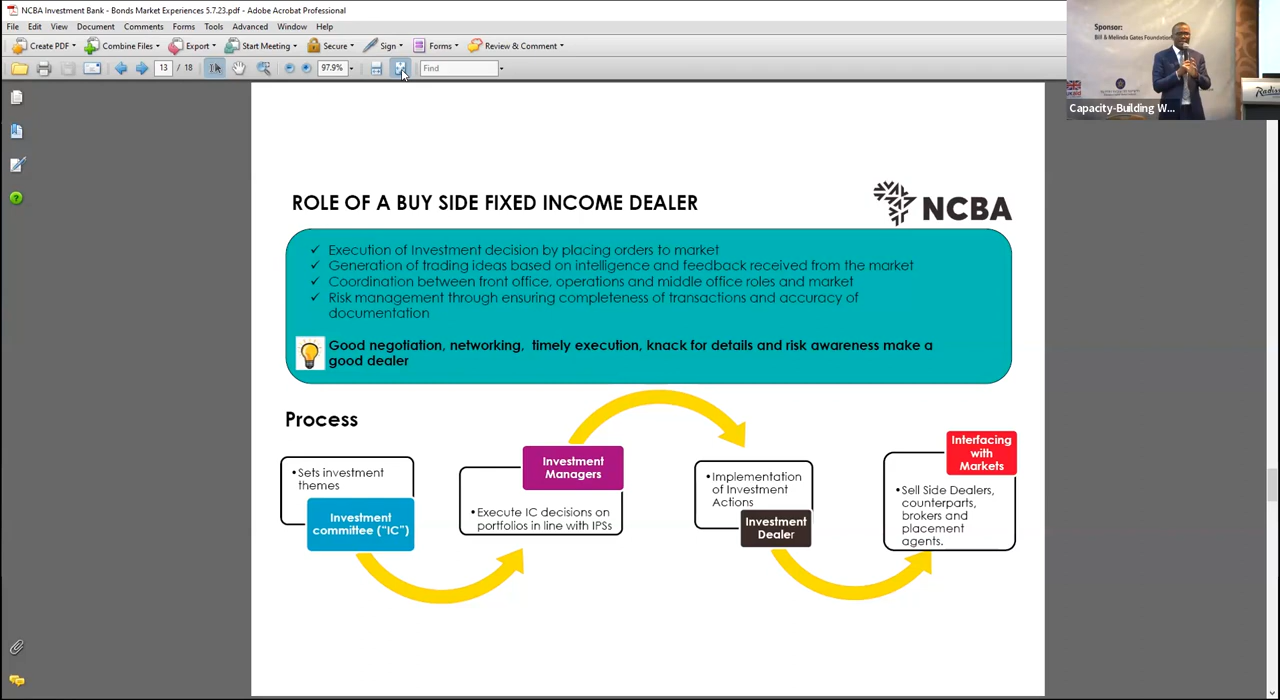 NCBA Investment Bank - Bonds Market Experiences 5.7.23.pdf - Adobe Acrobat Professional
File Edit View Document Comments Forms Tools Advanced Window Help
Create PDF Combine Files Export Start Meeting Secure Sign Forms Review & Comment
13 / 18 97.9% Find
Sponsor:
Bill & Melinda Gates Foundation
Capacity-Building W...
ROLE OF A BUY SIDE FIXED INCOME DEALER
NCBA
✓ Execution of Investment decision by placing orders to market
✓ Generation of trading ideas based on intelligence and feedback received from the market
✓ Coordination between front office, operations and middle office roles and market
✓ Risk management through ensuring completeness of transactions and accuracy of
documentation
Good negotiation, networking, timely execution, knack for details and risk awareness make a
good dealer
Process
•Sets investment
themes
Investment
committee ("IC")
Investment
Managers
•Execute IC decisions on
portfolios in line with IPSs
•Implementation
of Investment
Actions
Investment
Dealer
Interfacing
with
Markets
•Sell Side Dealers,
counterparts,
brokers and
placement
agents.